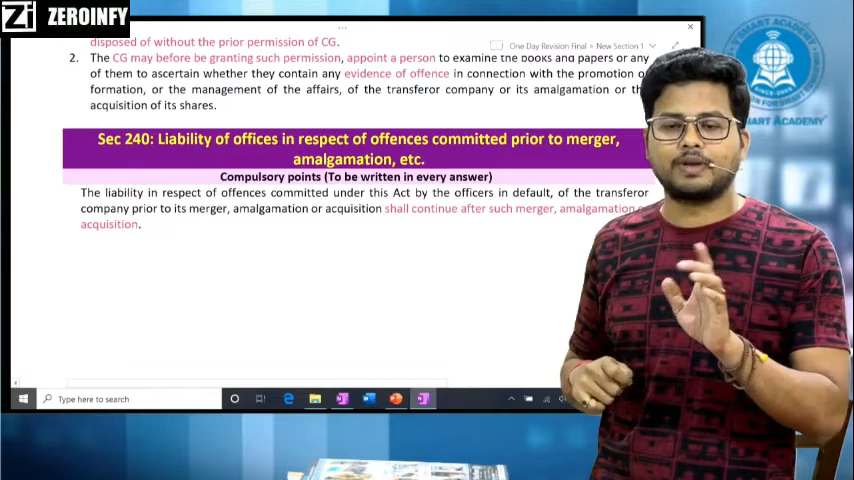 Zi ZEROINFY
disposed of without the prior permission of CG.
One Day Revision Final » New Section 1
2. The CG may before be granting such permission, appoint a person to examine the books and papers or any
of them to ascertain whether they contain any evidence of offence in connection with the promotion o
formation, or the management of the affairs, of the transferor company or its amalgamation or th
acquisition of its shares.
Sec 240: Liability of offices in respect of offences committed prior to merger,
amalgamation, etc.
Compulsory points (To be written in every answer)
The liability in respect of offences committed under this Act by the officers in default, of the transferor
company prior to its merger, amalgamation or acquisition shall continue after such merger, amalgamation o
acquisition.
Type here to search
SMART ACADEMY
SINCE-2005
SMART ACADEMY